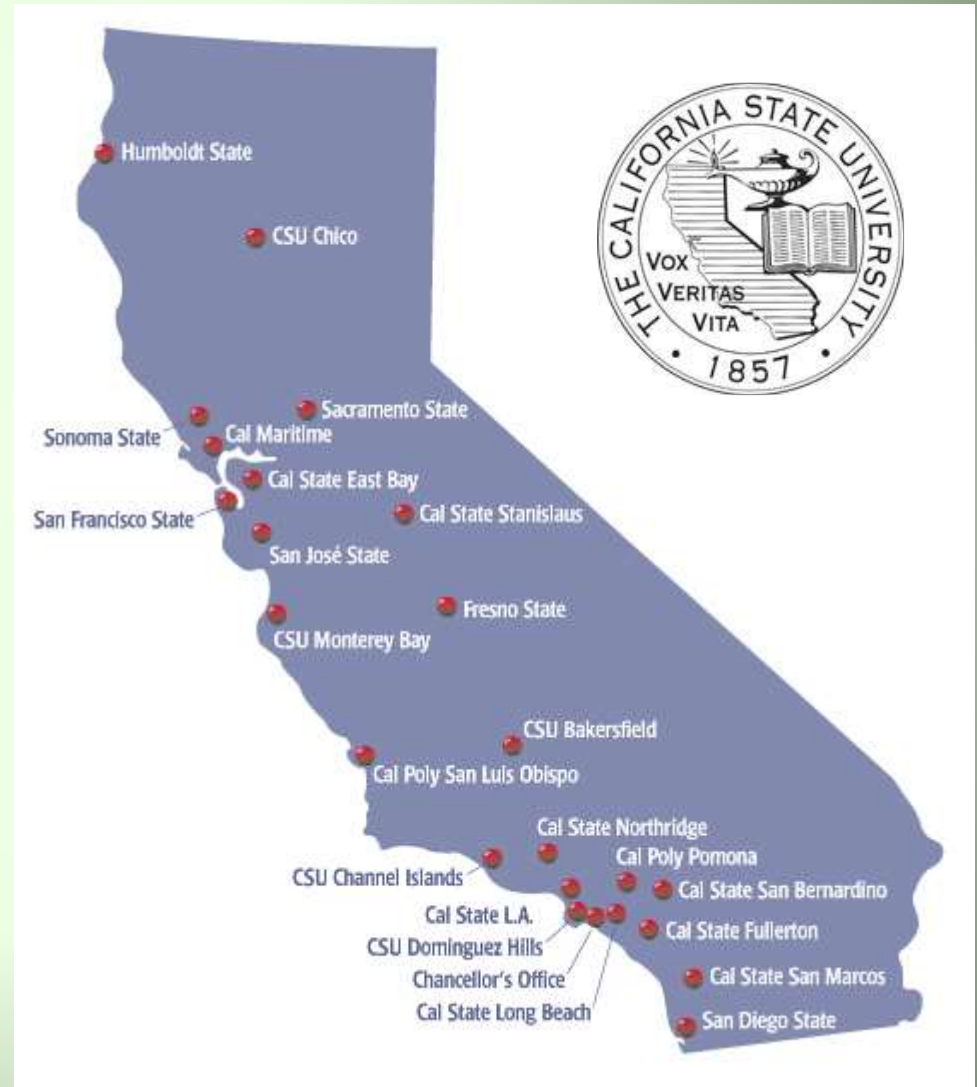 THE CALIFORNIA STATE UNIVERSITY
VOX
VERITAS
VITA
• 1857 •
Humboldt State
CSU Chico
Sacramento State
Sonoma State
Cal Maritime
Cal State East Bay
San Francisco State
Cal State Stanislaus
San José State
Fresno State
CSU Monterey Bay
CSU Bakersfield
Cal Poly San Luis Obispo
Cal State Northridge
Cal Poly Pomona
CSU Channel Islands
Cal State San Bernardino
Cal State L.A.
Cal State Fullerton
CSU Dominguez Hills
Chancellor's Office
Cal State San Marcos
Cal State Long Beach
San Diego State